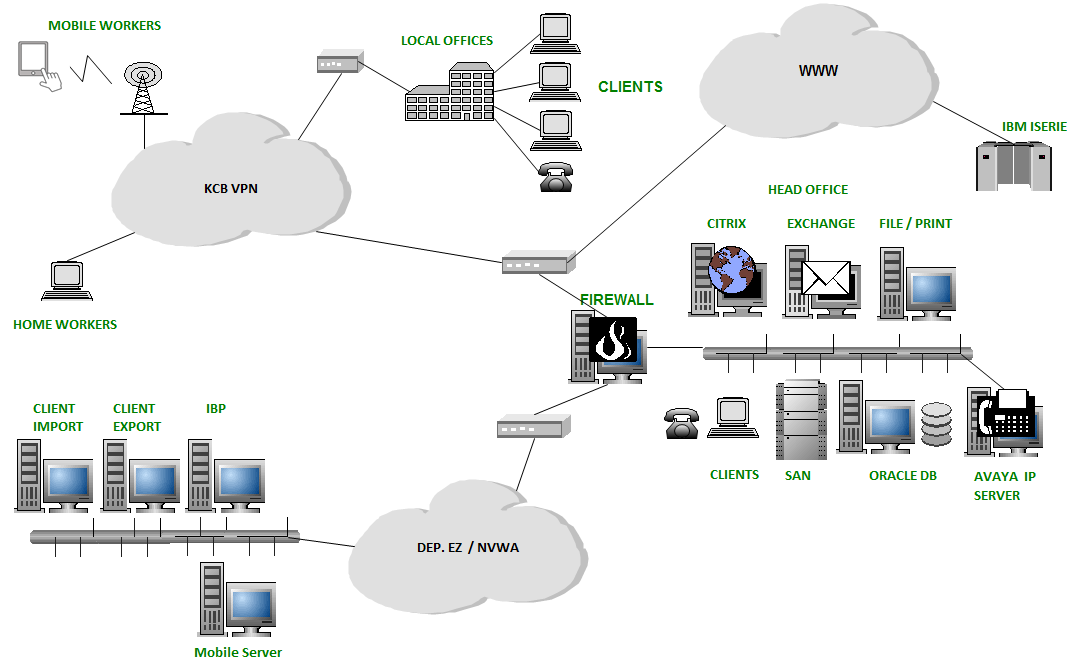 MOBILE WORKERS
LOCAL OFFICES
CLIENTS
WWW
IBM ISERIE
KCB VPN
HEAD OFFICE
CITRIX
EXCHANGE
FILE / PRINT
HOME WORKERS
FIREWALL
CLIENT
IMPORT
CLIENT
EXPORT
IBP
CLIENTS
SAN
ORACLE DB
AVAYA IP
SERVER
DEP. EZ / NVWA
Mobile Server